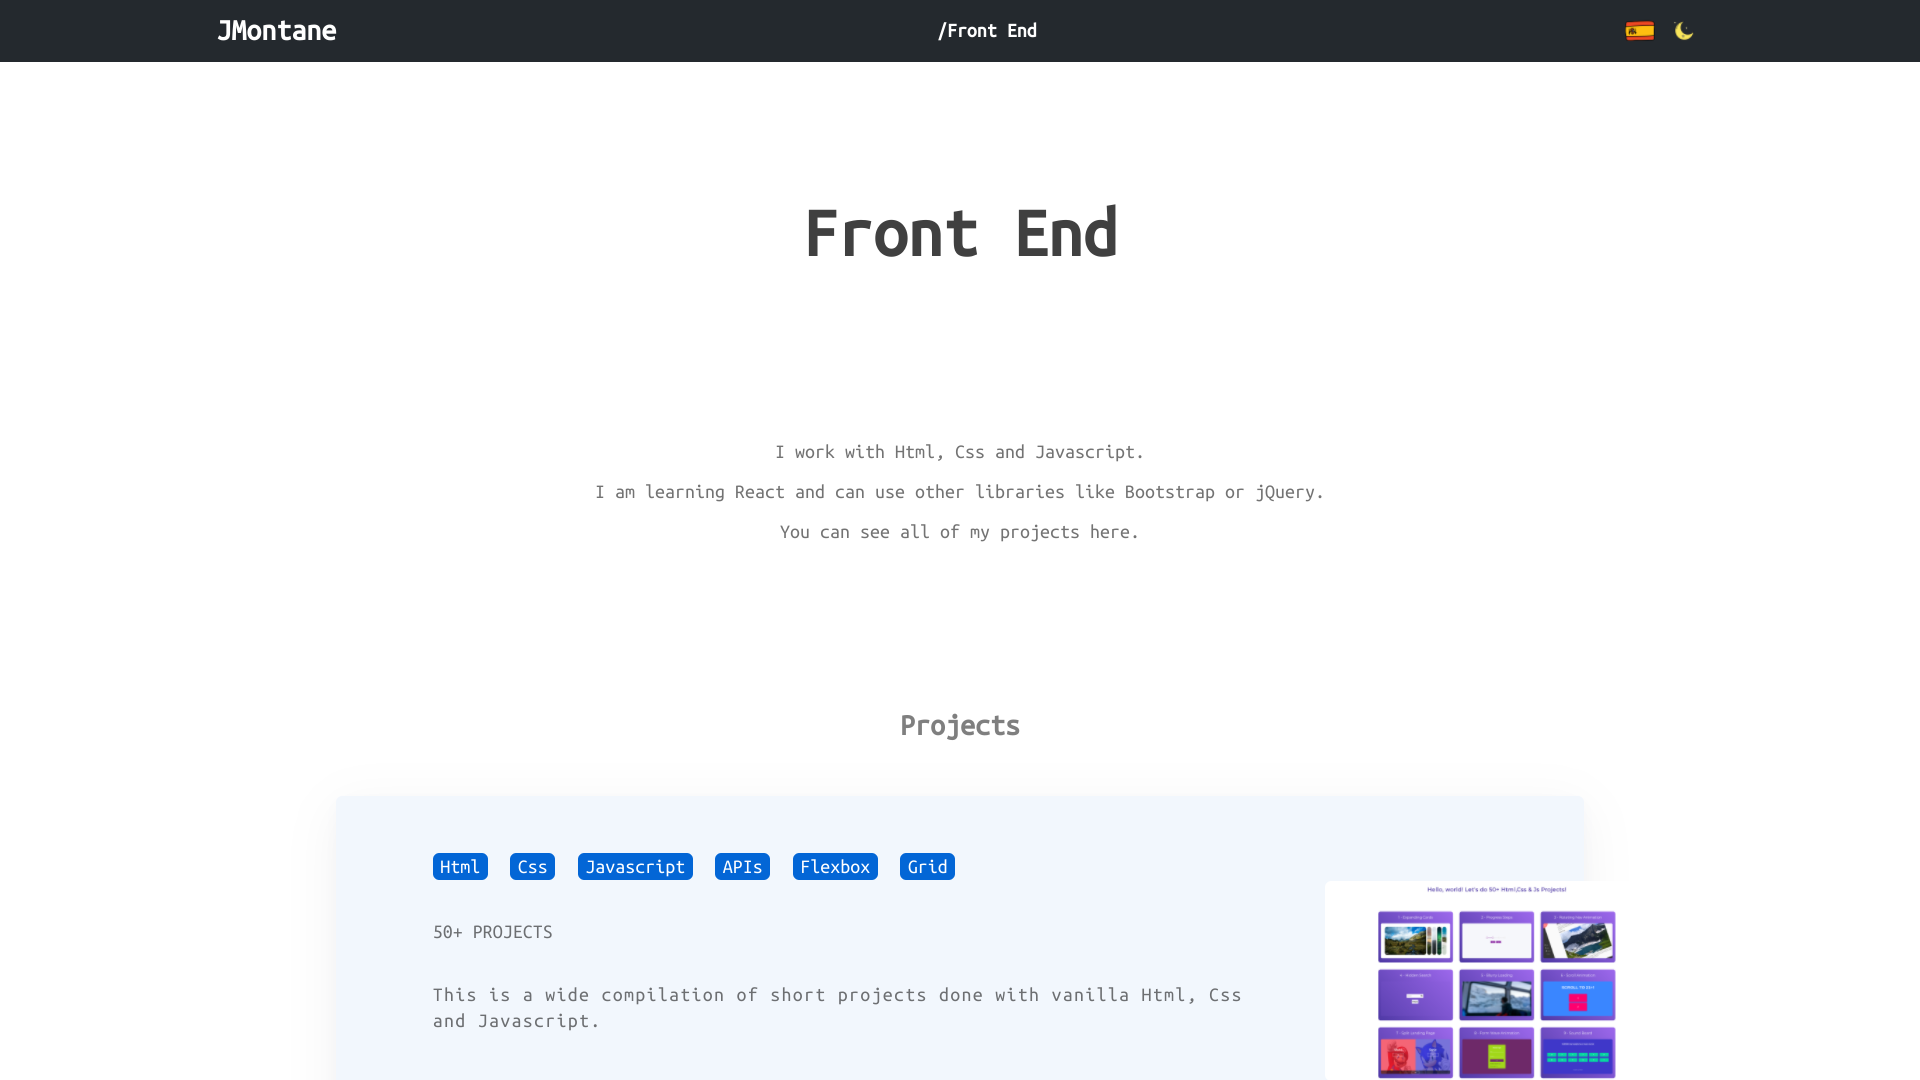 JMontane
/Front End
Front End
I work with Html, Css and Javascript.
I am learning React and can use other libraries like Bootstrap or jQuery.
You can see all of my projects here.
Projects
Html Css Javascript APIs Flexbox Grid
50+ PROJECTS
This is a wide compilation of short projects done with vanilla Html, Css
and Javascript.
Hello, world! Let's do 50+ Html,Css & Js Projects!